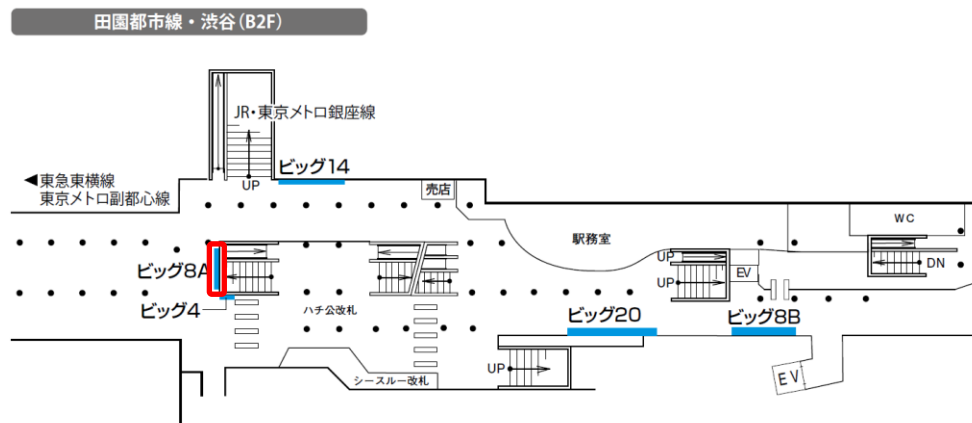 田園都市線・渋谷(B2F)
JR・東京メトロ銀座線
UP
ビッグ14
東急東横線
東京メトロ副都心線
売店
WC
駅務室
ビッグ8A
UP
UP
EV
DN
ビッグ4
ハチ公改札
ビッグ20
ビッグ8B
UP
シースルー改札
EV